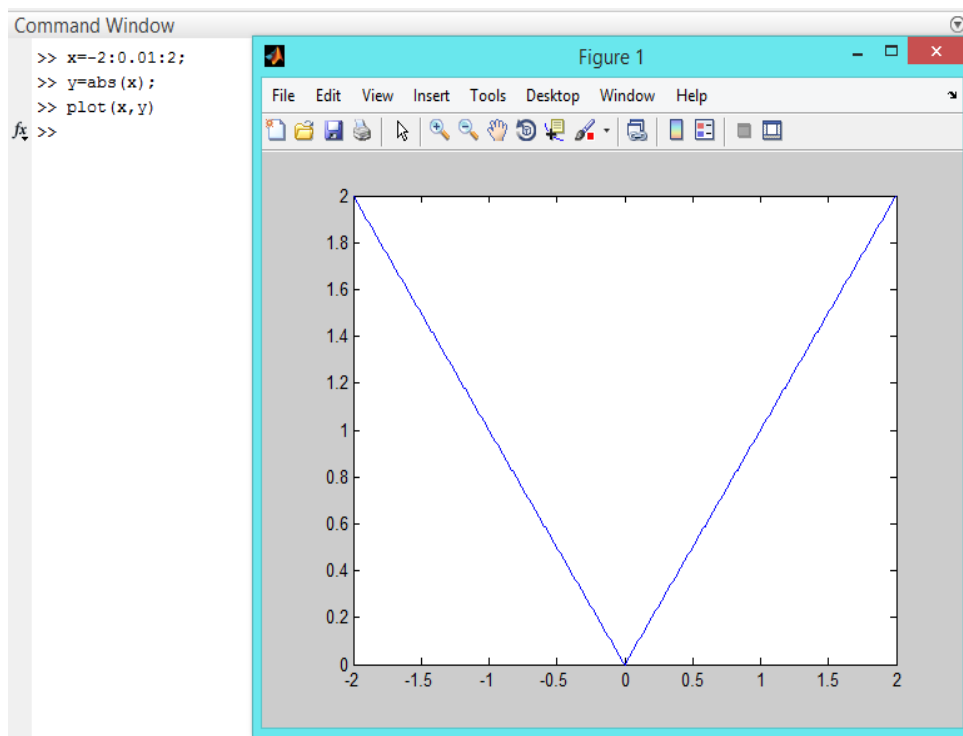 Command Window
>> x=-2:0.01:2;
>> y=abs(x);
>> plot(x,y)
fx >>
Figure 1
File Edit View Insert Tools Desktop Window Help
2
1.8
1.6
1.4
1.2
1
0.8
0.6
0.4
0.2
0
-2 -1.5 -1 -0.5 0 0.5 1 1.5 2